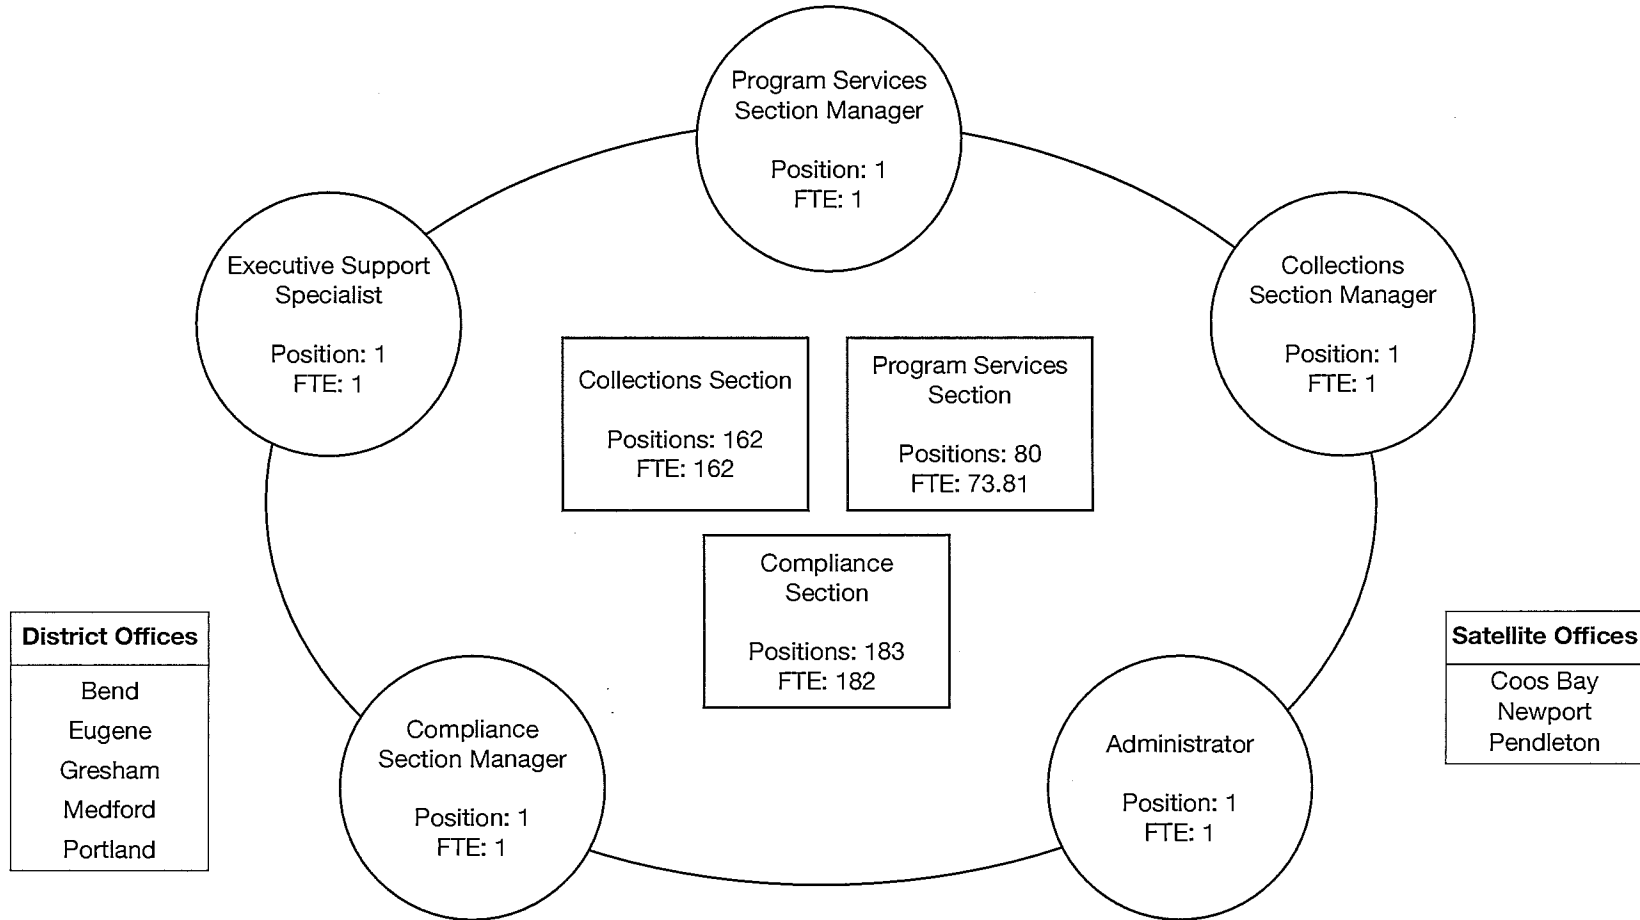 Program Services
Section Manager
Position: 1
FTE: 1
Executive Support
Specialist
Position: 1
FTE: 1
Collections
Section Manager
Position: 1
FTE: 1
Collections Section
Positions: 162
FTE: 162
Program Services
Section
Positions: 80
FTE: 73.81
Compliance
Section
Positions: 183
FTE: 182
District Offices
Bend
Eugene
Gresham
Medford
Portland
Satellite Offices
Coos Bay
Newport
Pendleton
Compliance
Section Manager
Position: 1
FTE: 1
Administrator
Position: 1
FTE: 1